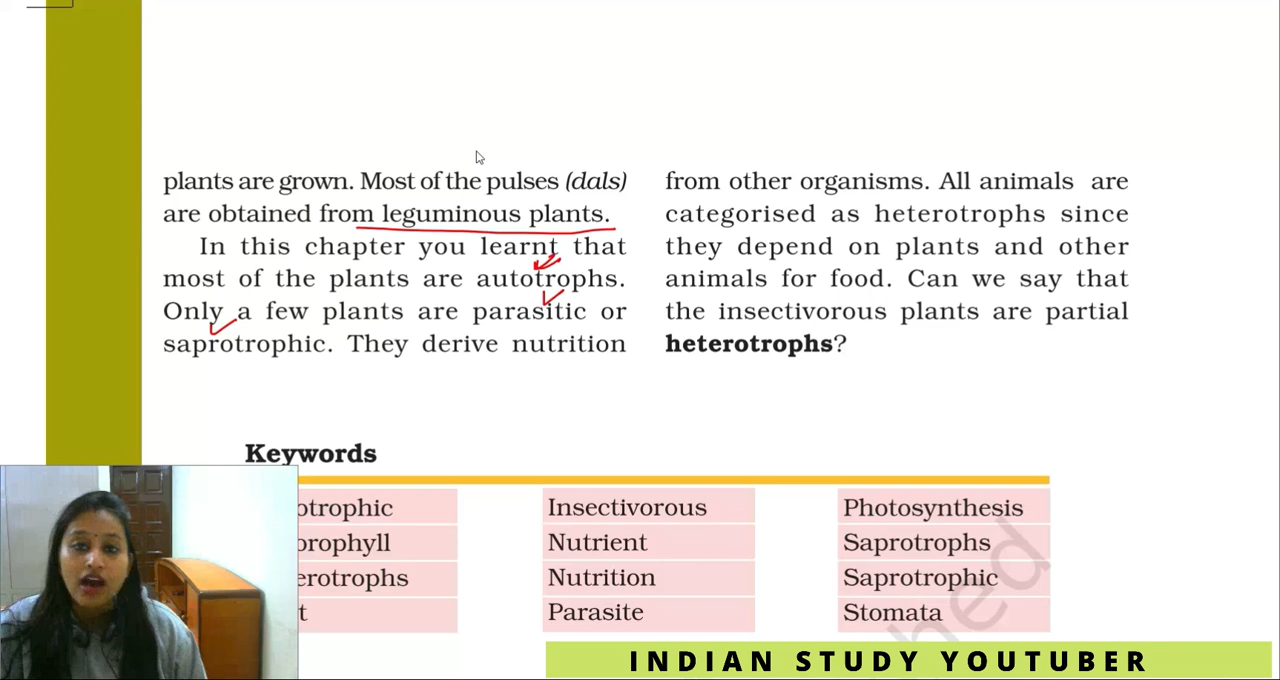 plants are grown. Most of the pulses (dals)
are obtained from leguminous plants.
In this chapter you learnt that
most of the plants are autotrophs.
Only a few plants are parasitic or
saprotrophic. They derive nutrition
from other organisms. All animals are
categorised as heterotrophs since
they depend on plants and other
animals for food. Can we say that
the insectivorous plants are partial
heterotrophs?
Keywords
otrophic
orophyll
erotrophs
t
Insectivorous
Nutrient
Nutrition
Parasite
Photosynthesis
Saprotrophs
Saprotrophic
Stomata
hed
INDIAN STUDY YOUTUBER